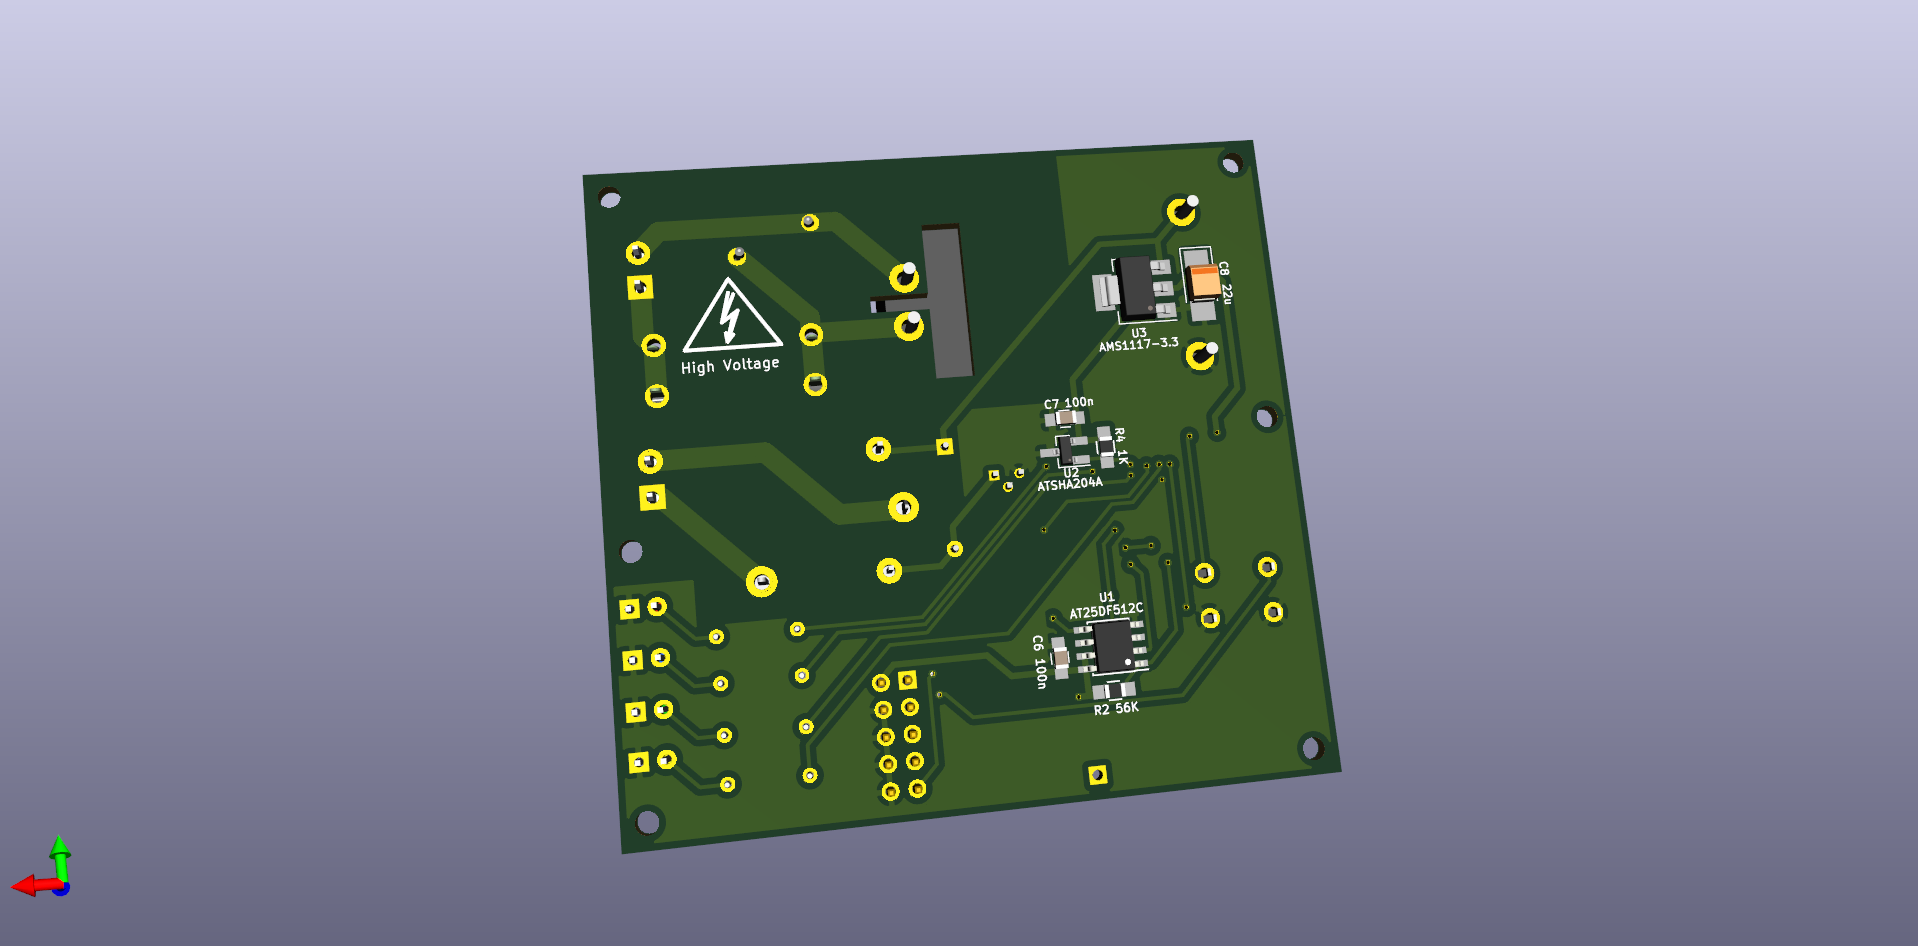 High Voltage
C8 22u
U3
AMS1117-3.3
C7 100n
R4 1K
U2
ATSHA204A
U1
AT25DF512C
C6 100n
R2 56K